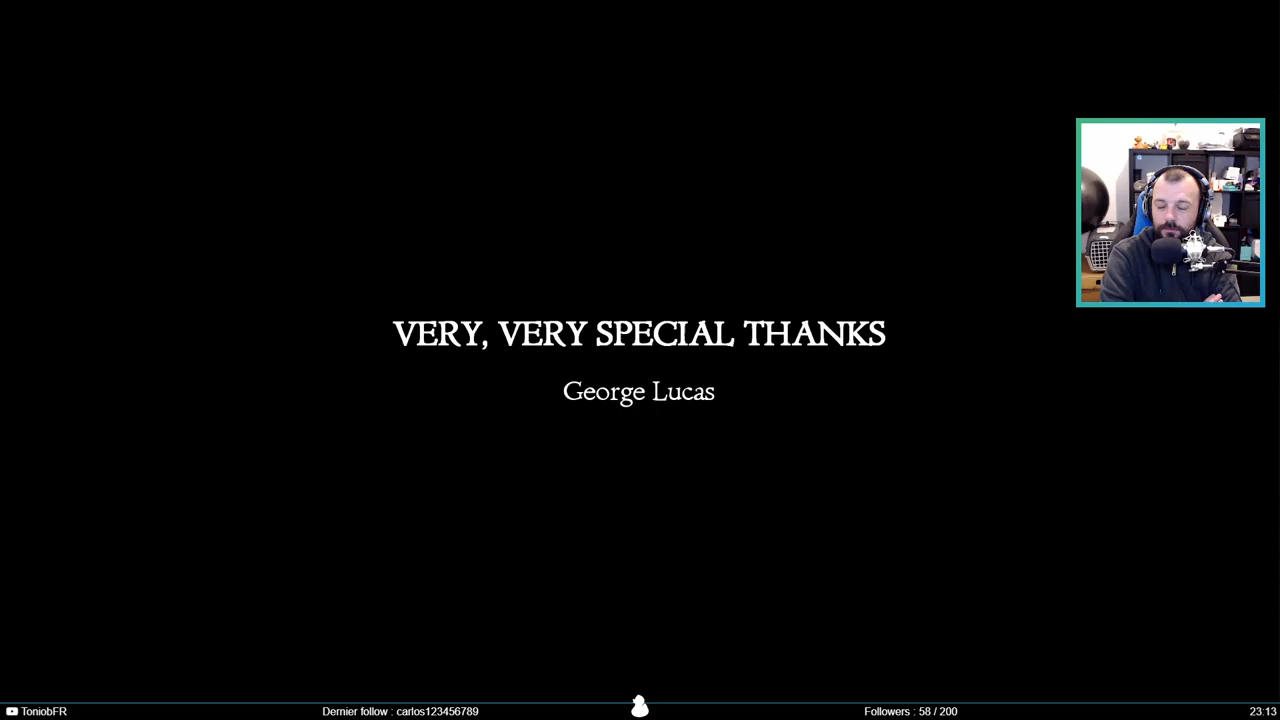 VERY, VERY SPECIAL THANKS
George Lucas
ToniobFR
Dernier follow : carlos123456789
Followers : 58 / 200
23:13